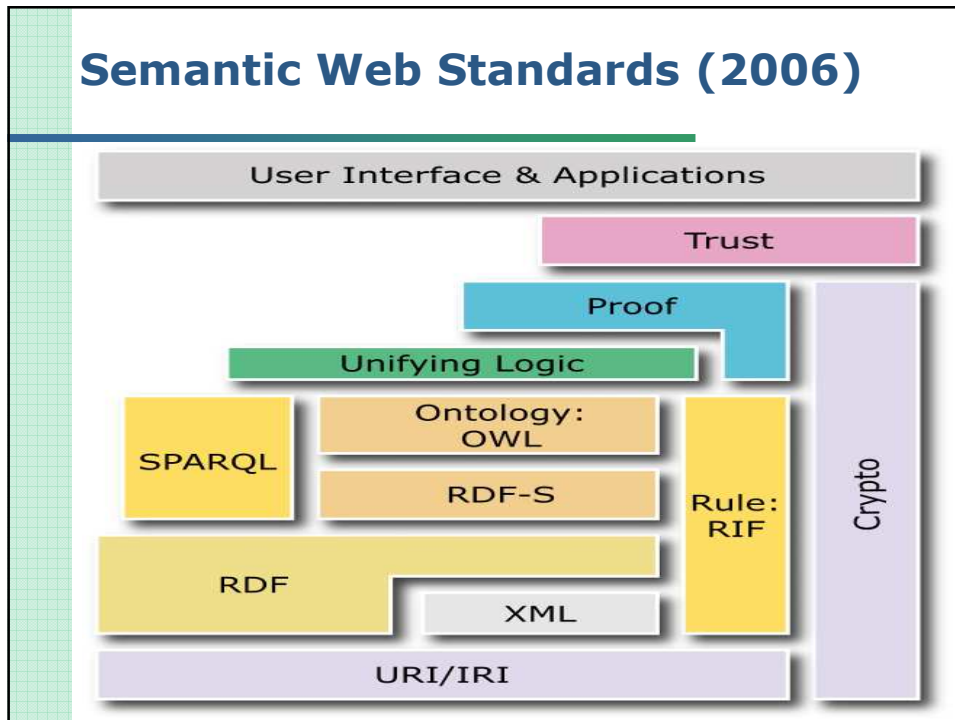 Semantic Web Standards (2006)
User Interface & Applications
Trust
Proof
Unifying Logic
Ontology:
OWL
SPARQL
RDF-S
Rule:
RIF
Crypto
RDF
XML
URI/IRI